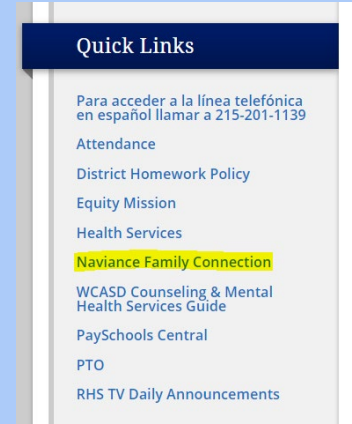 Quick Links
Para acceder a la línea telefónica
en español llamar a 215-201-1139
Attendance
District Homework Policy
Equity Mission
Health Services
Naviance Family Connection
WCASD Counseling & Mental
Health Services Guide
PaySchools Central
PTO
RHS TV Daily Announcements